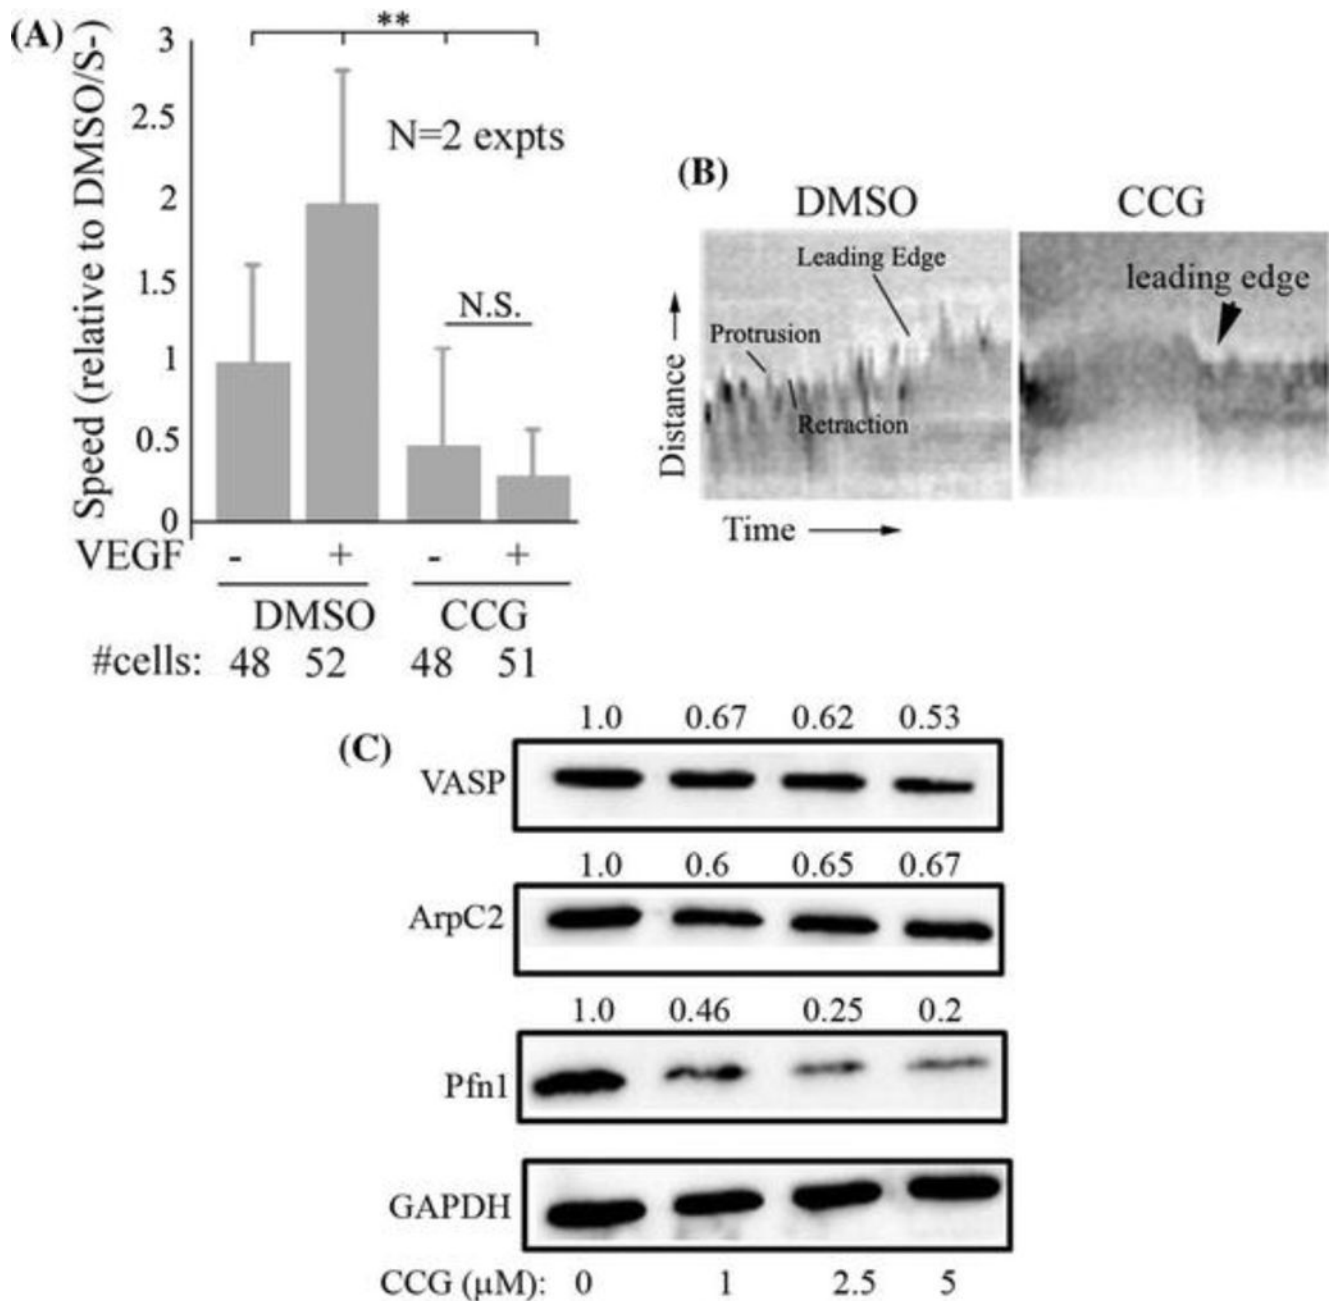 (A)
Speed (relative to DMSO/S-)
3
2.5
2
1.5
1
0.5
0
**
N=2 expts
N.S.
VEGF - + - +
DMSO CCG
#cells: 48 52 48 51
(B)
DMSO CCG
Leading Edge
Protrusion
Retraction
leading edge
Distance
Time
(C)
1.0 0.67 0.62 0.53
VASP
1.0 0.6 0.65 0.67
ArpC2
1.0 0.46 0.25 0.2
Pfn1
GAPDH
CCG (µM): 0 1 2.5 5